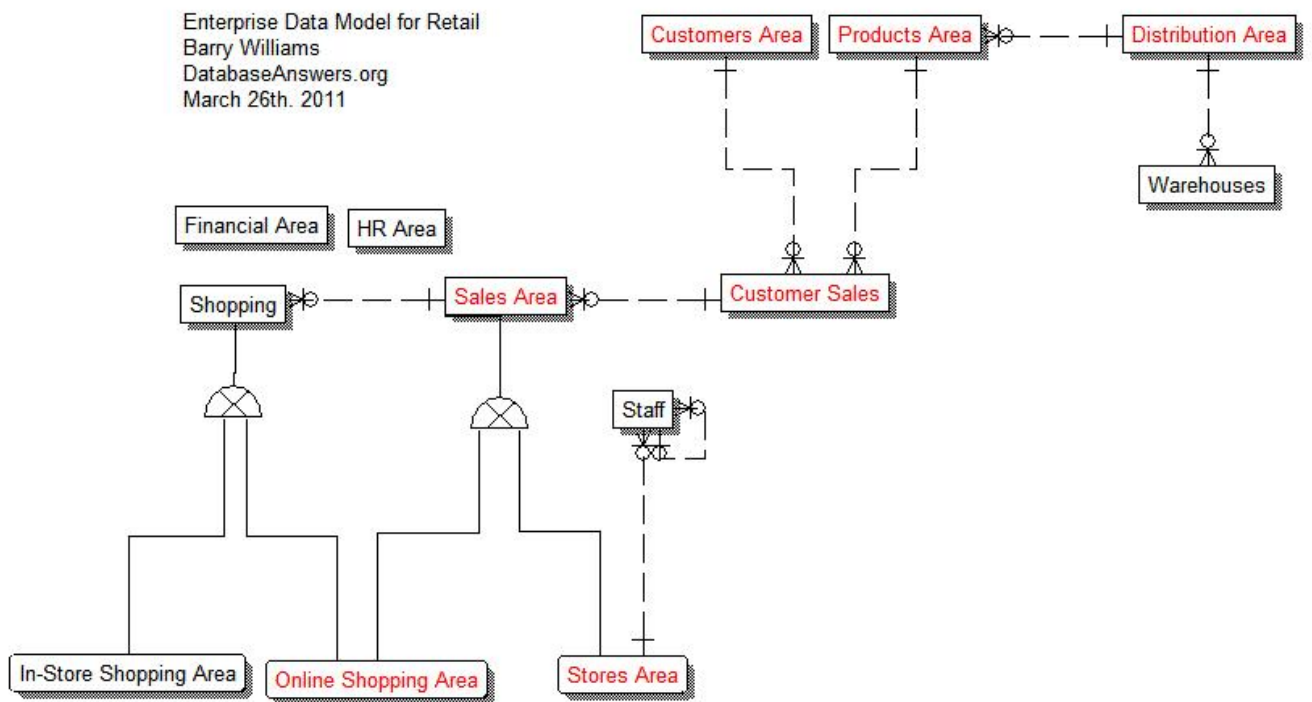 Enterprise Data Model for Retail
Barry Williams
DatabaseAnswers.org
March 26th. 2011
Customers Area
Products Area
Distribution Area
Warehouses
Financial Area
HR Area
Shopping
Sales Area
Customer Sales
Staff
In-Store Shopping Area
Online Shopping Area
Stores Area